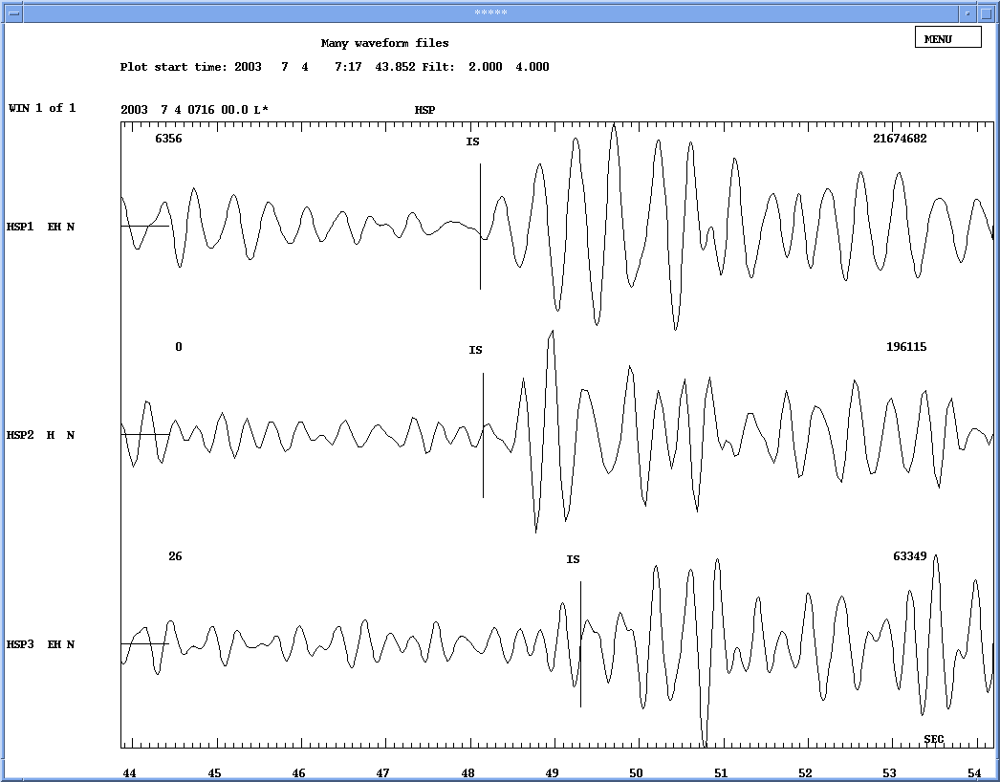 *****
MENU
Many waveform files
Plot start time: 2003 7 4 7:17 43.852 Filt: 2.000 4.000
WIN 1 of 1
2003 7 4 0716 00.0 L* HSP
6356 IS 21674682
HSP1 EH N
0 IS 196115
HSP2 H N
26 IS 63349
HSP3 EH N
SEC
44 45 46 47 48 49 50 51 52 53 54